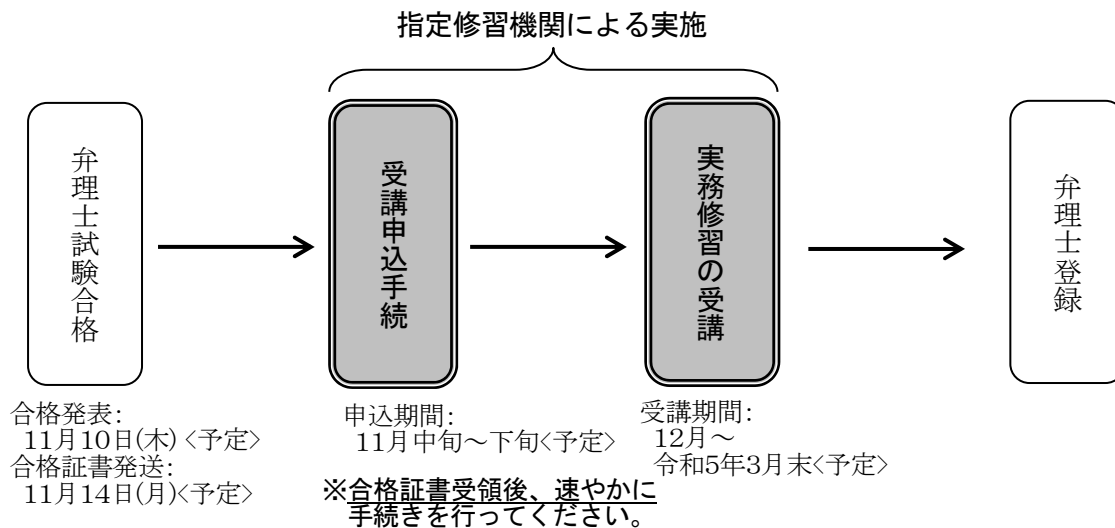 指定修習機関による実施
弁理士試験合格
受講申込手続
実務修習の受講
弁理士登録
合格発表:
11月10日(木)<予定>
合格証書発送:
11月14日(月)<予定>
申込期間:
11月中旬～下旬<予定>
※合格証書受領後、速やかに
手続きを行ってください。
受講期間:
12月～
令和5年3月末<予定>